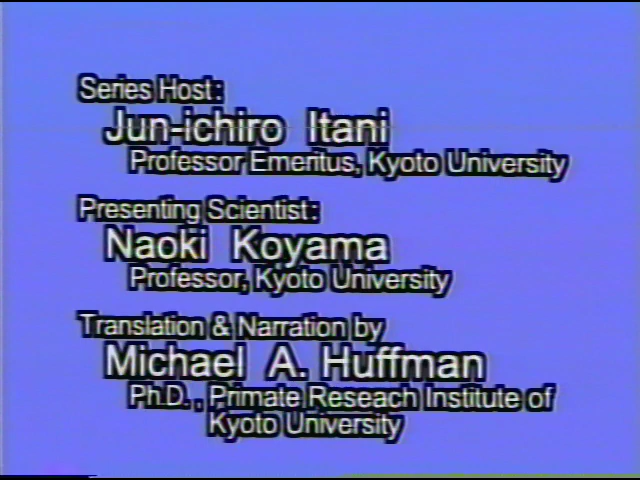 Series Host:
Jun-ichiro Itani
Professor Emeritus, Kyoto University
Presenting Scientist:
Naoki Koyama
Professor, Kyoto University
Translation & Narration by
Michael A. Huffman
Ph.D., Primate Reseach Institute of
Kyoto University